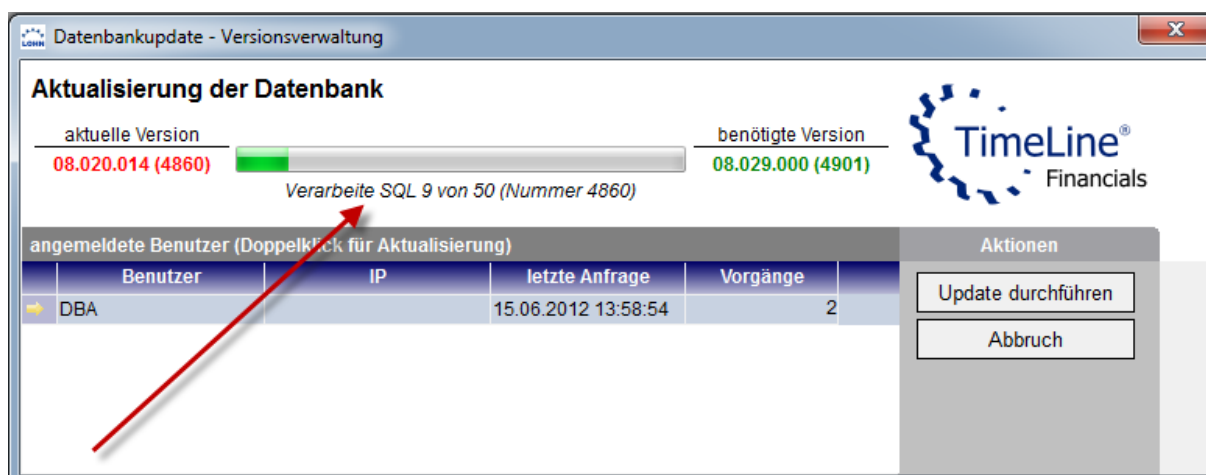 LOHN Datenbankupdate - Versionsverwaltung
X
Aktualisierung der Datenbank
aktuelle Version
08.020.014 (4860)
Verarbeite SQL 9 von 50 (Nummer 4860)
benötigte Version
08.029.000 (4901)
TimeLine®
Financials
angemeldete Benutzer (Doppelklick für Aktualisierung)
Benutzer IP letzte Anfrage Vorgänge
DBA 15.06.2012 13:58:54 2
Aktionen
Update durchführen
Abbruch